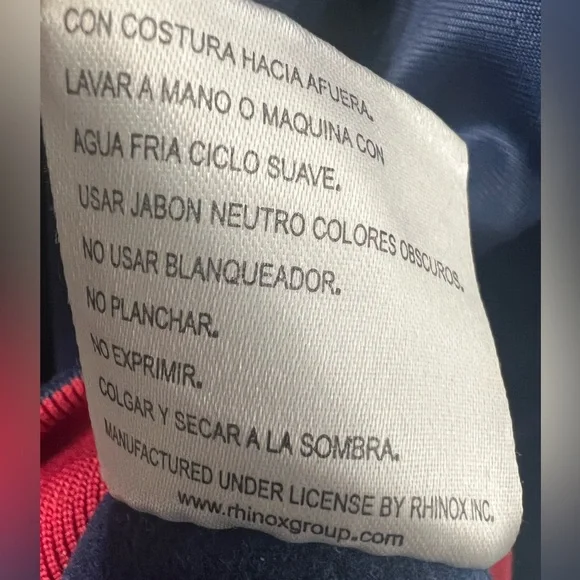 CON COSTURA HACIA AFUERA.
LAVAR A MANO O MAQUINA CON
AGUA FRIA CICLO SUAVE.
USAR JABON NEUTRO COLORES OBSCUROS.
NO USAR BLANQUEADOR.
NO PLANCHAR.
NO EXPRIMIR.
COLGAR Y SECAR A LA SOMBRA.
MANUFACTURED UNDER LICENSE BY RHINOX INC.
www.rhinoxgroup.com